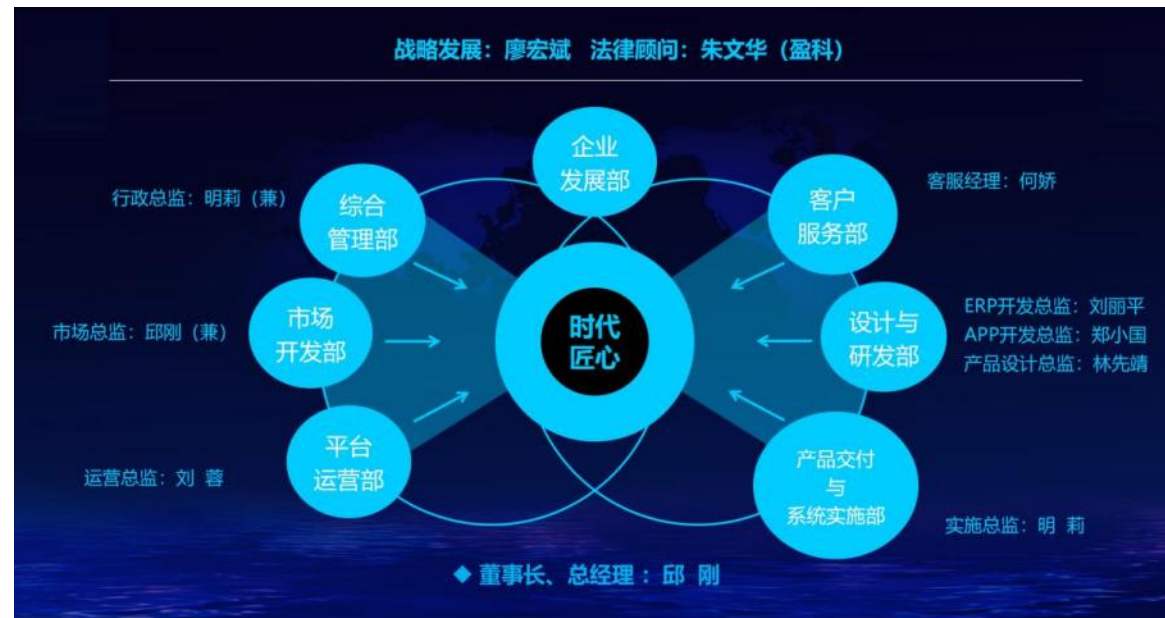 战略发展：廖宏斌 法律顾问：朱文华（盈科）
企业
发展部
行政总监：明莉（兼）
综合
管理部
客户
服务部
客服经理：何娇
市场总监：邱刚（兼）
市场
开发部
时代
匠心
设计与
研发部
ERP开发总监：刘丽平
APP开发总监：郑小国
产品设计总监：林先靖
运营总监：刘 蓉
平台
运营部
产品交付
与
系统实施部
实施总监：明 莉
◆ 董事长、总经理：邱 刚